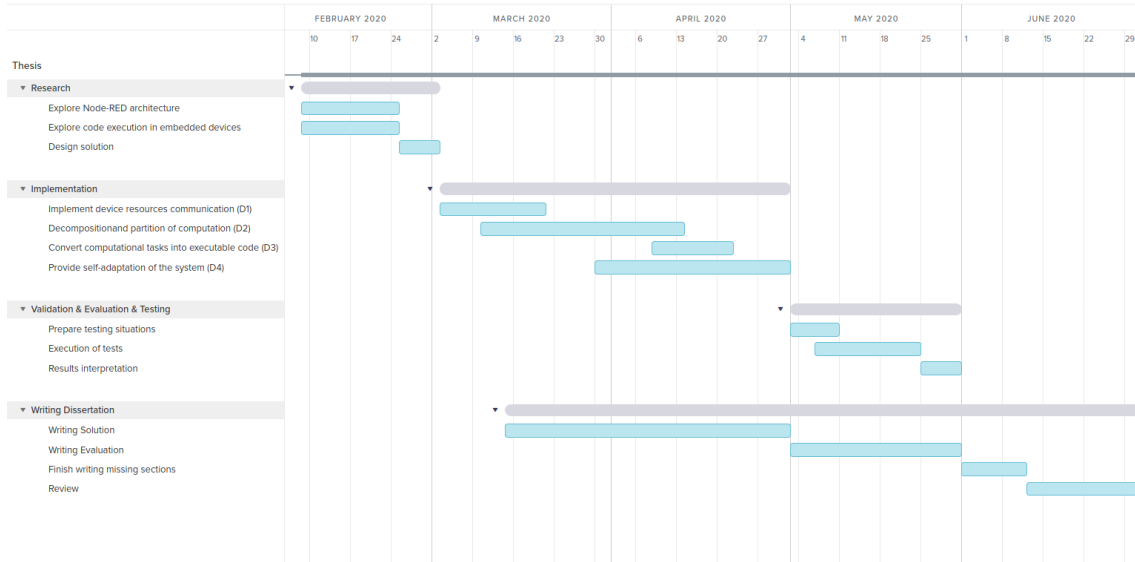 FEBRUARY 2020 MARCH 2020 APRIL 2020 MAY 2020 JUNE 2020
10 17 24 2 9 16 23 30 6 13 20 27 4 11 18 25 1 8 15 22 29
Thesis
Research
Explore Node-RED architecture
Explore code execution in embedded devices
Design solution
Implementation
Implement device resources communication (D1)
Decompositionand partition of computation (D2)
Convert computational tasks into executable code (D3)
Provide self-adaptation of the system (D4)
Validation & Evaluation & Testing
Prepare testing situations
Execution of tests
Results interpretation
Writing Dissertation
Writing Solution
Writing Evaluation
Finish writing missing sections
Review